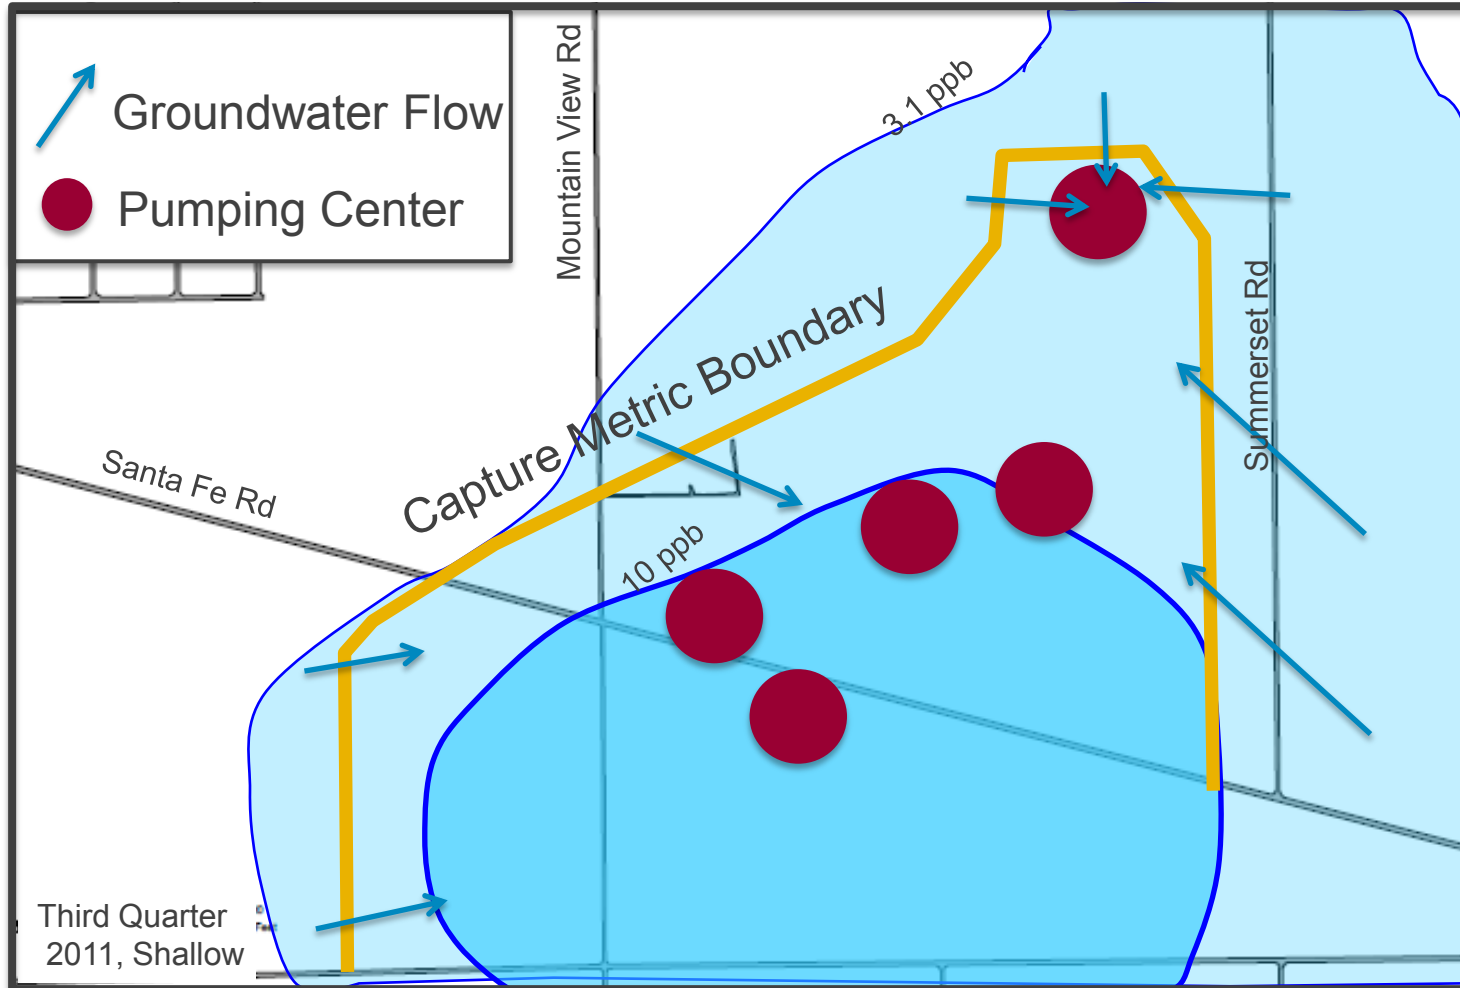 Groundwater Flow
Pumping Center
Mountain View Rd
3.1 ppb
Summerset Rd
Capture Metric Boundary
Santa Fe Rd
10 ppb
Third Quarter
2011, Shallow